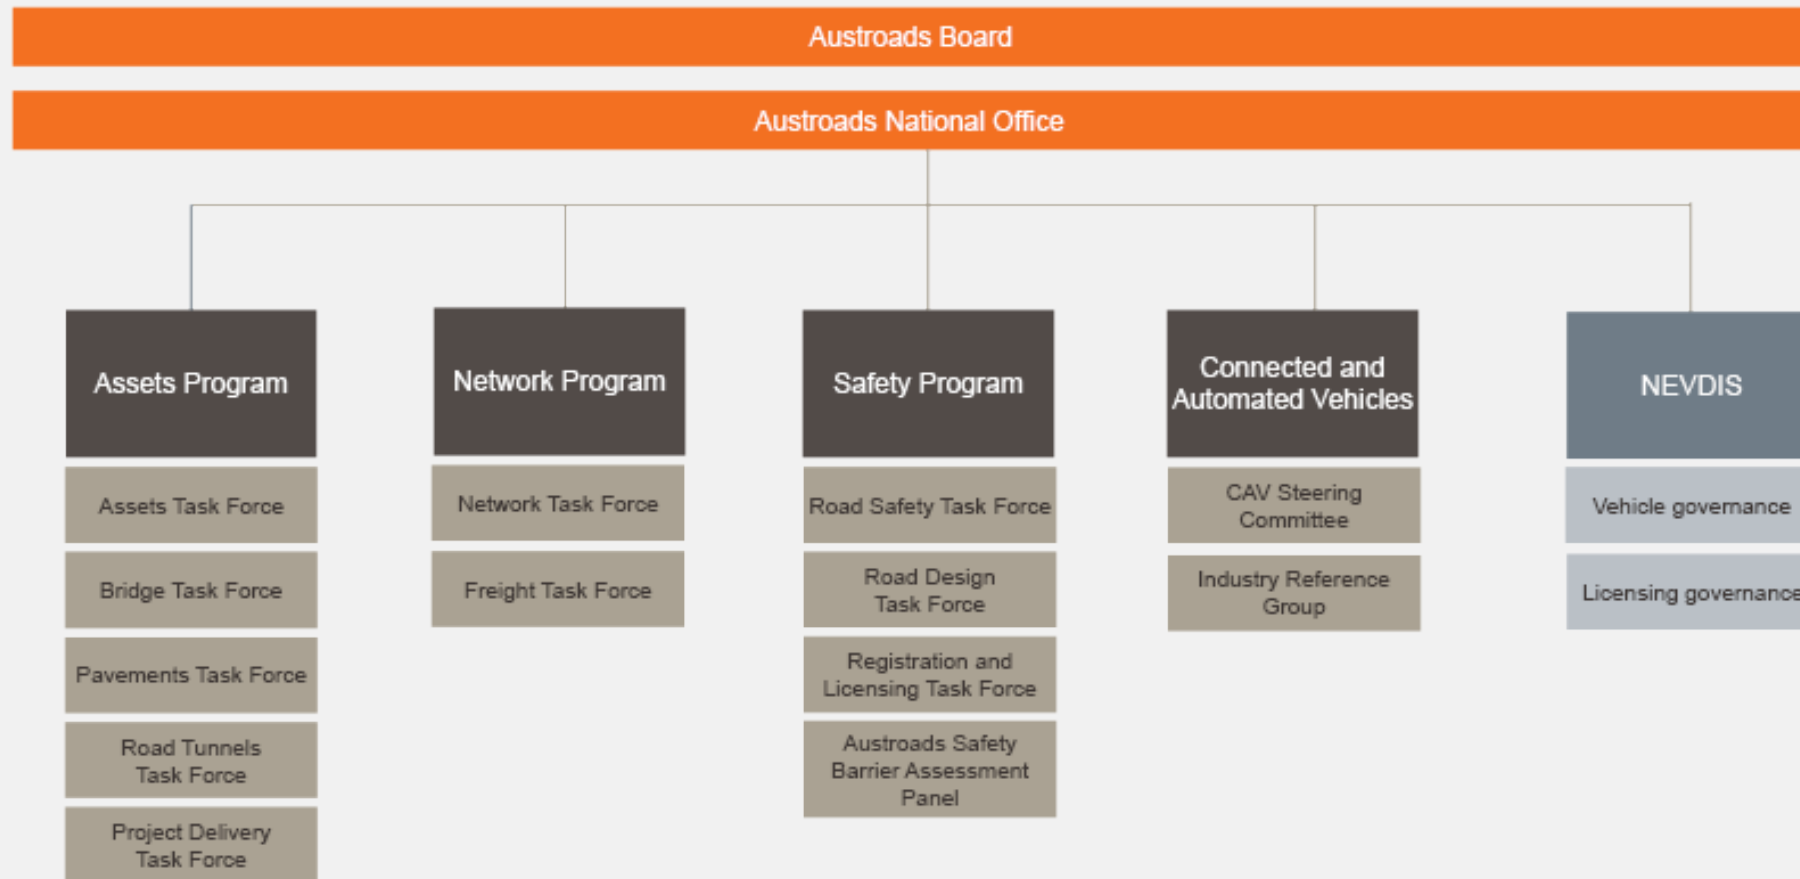 Austroads Board
Austroads National Office
Assets Program
Assets Task Force
Bridge Task Force
Pavements Task Force
Road Tunnels
Task Force
Project Delivery
Task Force
Network Program
Network Task Force
Freight Task Force
Safety Program
Road Safety Task Force
Road Design
Task Force
Registration and
Licensing Task Force
Austroads Safety
Barrier Assessment
Panel
Connected and
Automated Vehicles
CAV Steering
Committee
Industry Reference
Group
NEVDIS
Vehicle governance
Licensing governance